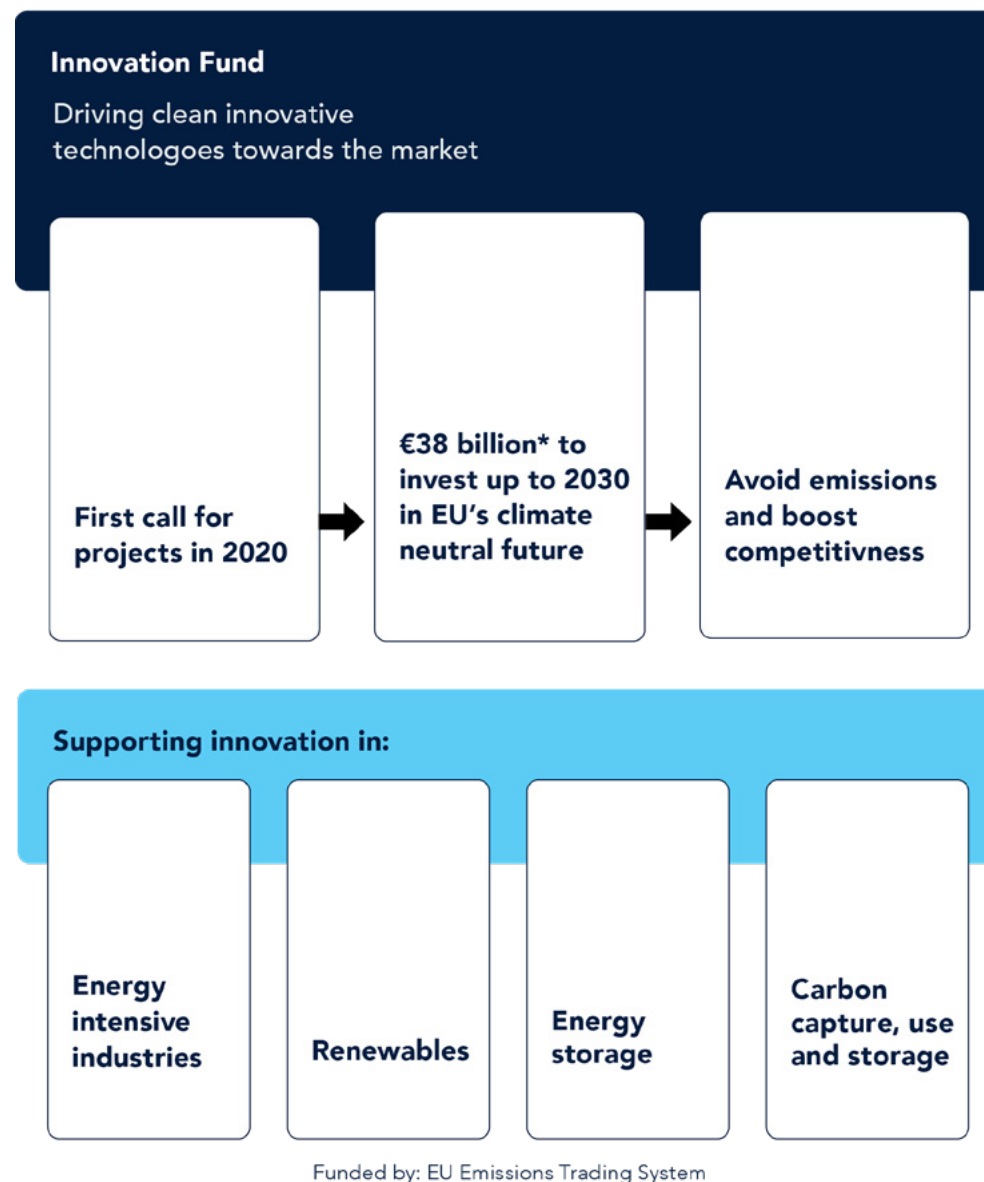 Innovation Fund
Driving clean innovative
technologoes towards the market
First call for
projects in 2020
€38 billion* to
invest up to 2030
in EU's climate
neutral future
Avoid emissions
and boost
competitivness
Supporting innovation in:
Energy
intensive
industries
Renewables
Energy
storage
Carbon
capture, use
and storage
Funded by: EU Emissions Trading System